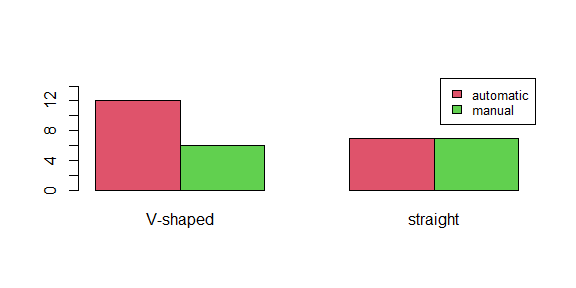 12
8
4
0
automatic
manual
V-shaped
straight